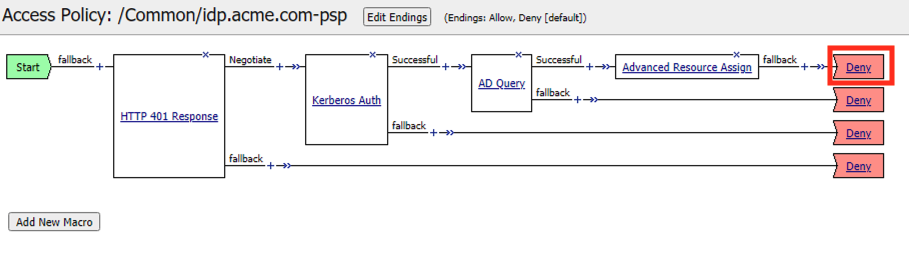 Access Policy: /Common/idp.acme.com-psp Edit Endings (Endings: Allow, Deny [default])
Start fallback + HTTP 401 Response Negotiate + Kerberos Auth Successful + AD Query Successful + Advanced Resource Assign fallback + Deny
fallback + Deny
fallback + Deny
fallback + Deny
Add New Macro